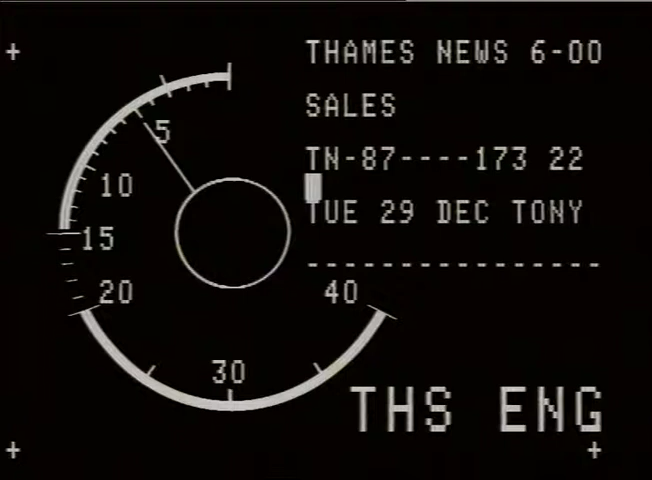 THAMES NEWS 6-00
SALES
TN-87----173 22
TUE 29 DEC TONY
----------------
5
10
15
20
40
30
THS ENG